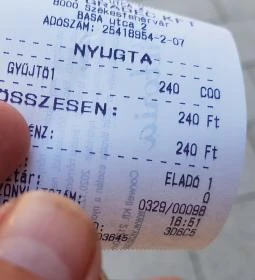 8000 Székesfehérvár
BASA utca 2
ADÓSZÁM: 25418954-2-07
NYUGTA
GYŰJTŐ1 240 C00
ÖSSZESEN: 240 Ft
240 Ft
ELADÓ 1
0
0329/00098
16:51
03645 3D6C5